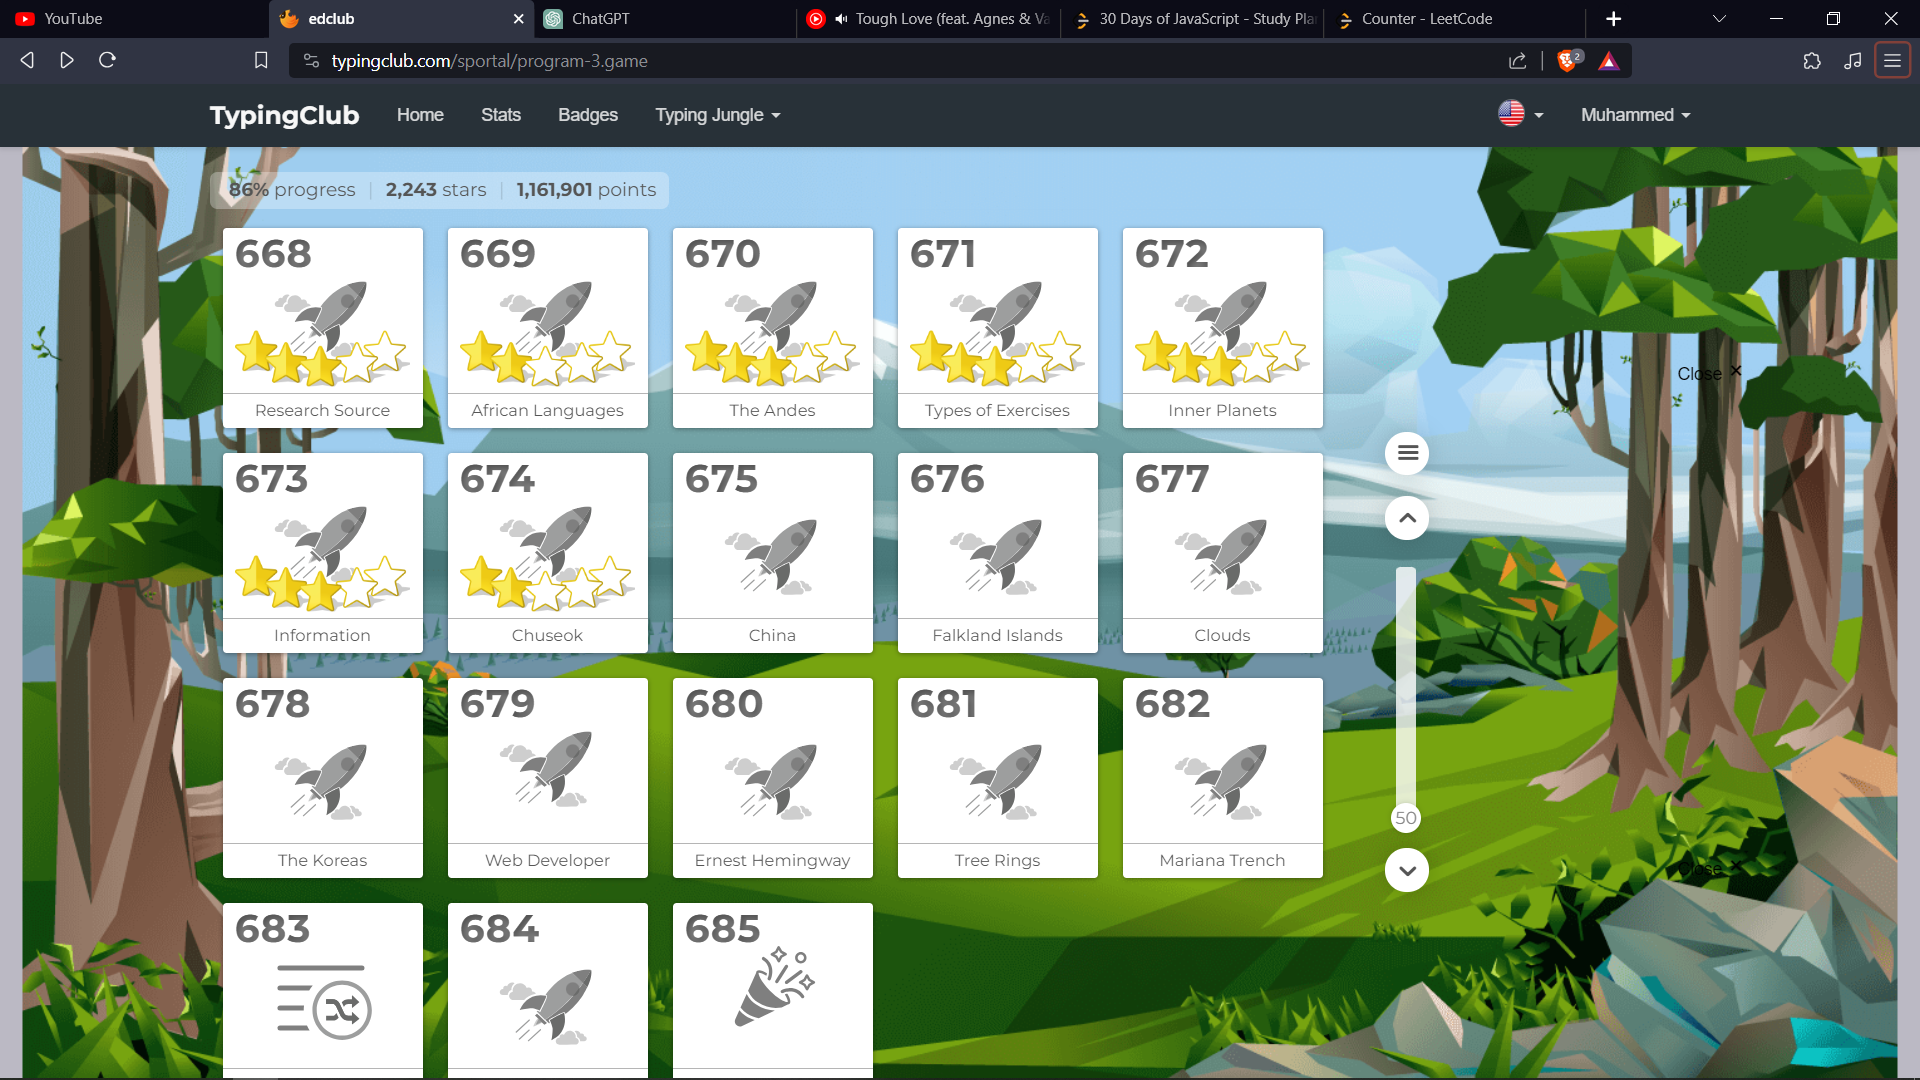 YouTube
edclub
ChatGPT
Tough Love (feat. Agnes & Va
30 Days of JavaScript - Study Pla
Counter - LeetCode
typingclub.com/sportal/program-3.game
2
TypingClub
Home
Stats
Badges
Typing Jungle
Muhammed
86% progress
2,243 stars
1,161,901 points
668
669
670
671
672
Research Source
African Languages
The Andes
Types of Exercises
Inner Planets
Close ×
673
674
675
676
677
Information
Chuseok
China
Falkland Islands
Clouds
678
679
680
681
682
50
The Koreas
Web Developer
Ernest Hemingway
Tree Rings
Mariana Trench
Close ×
683
684
685